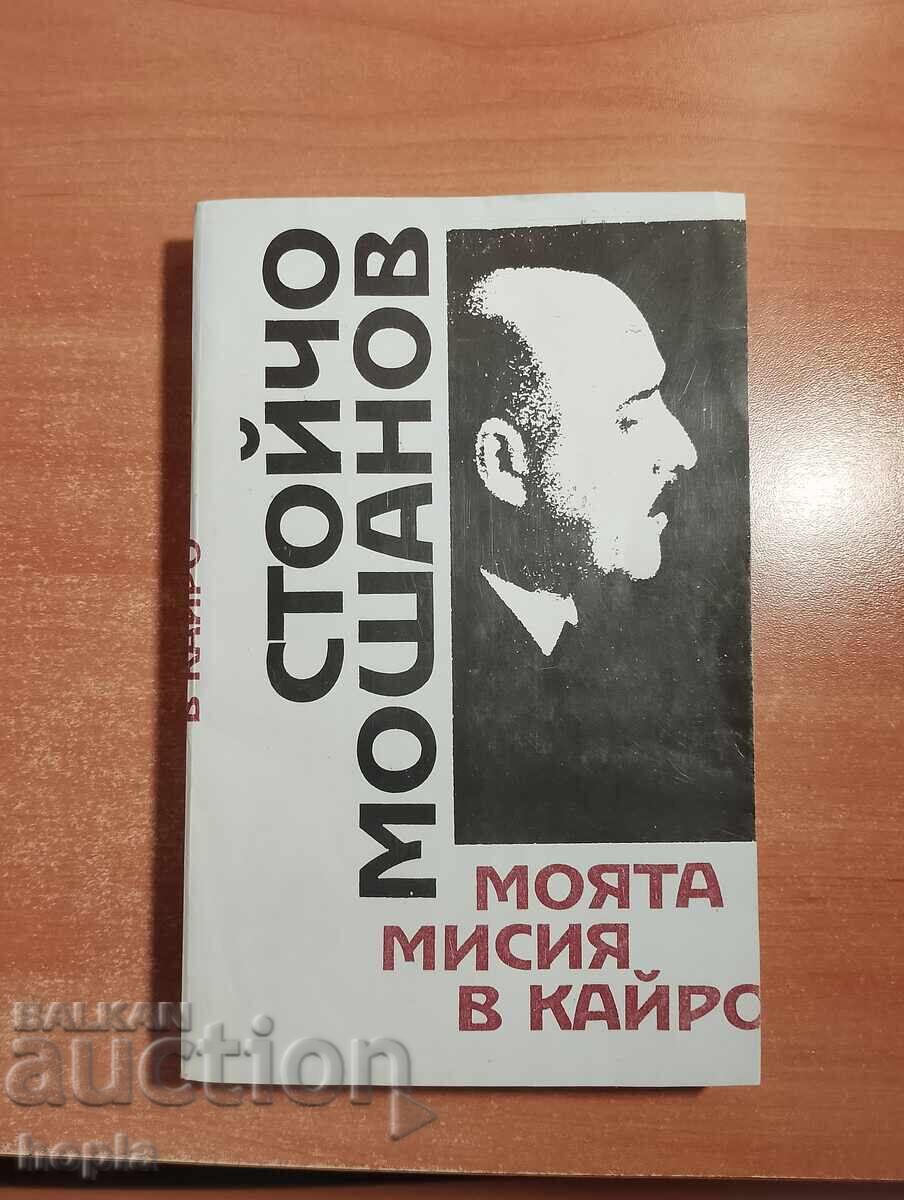 СТОЙЧО
МОШАНОВ
МОЯТА
МИСИЯ
В КАЙРО
В КАЙРО
BALKAN
auction
hopla